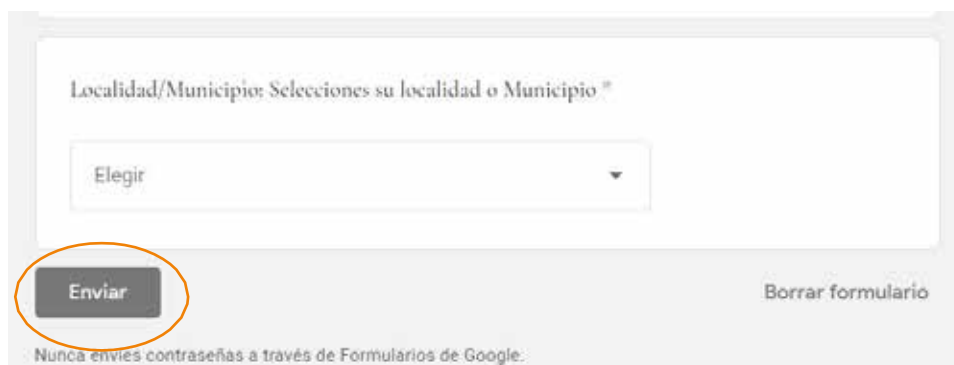 Localidad/Municipio: Selecciones su localidad o Municipio *
Elegir
Enviar
Borrar formulario
Nunca envíes contraseñas a través de Formularios de Google.